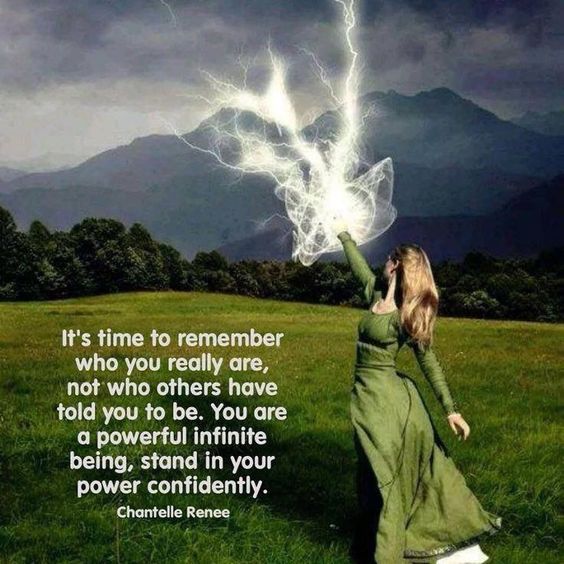 It's time to remember
who you really are,
not who others have
told you to be. You are
a powerful infinite
being, stand in your
power confidently.
Chantelle Renee